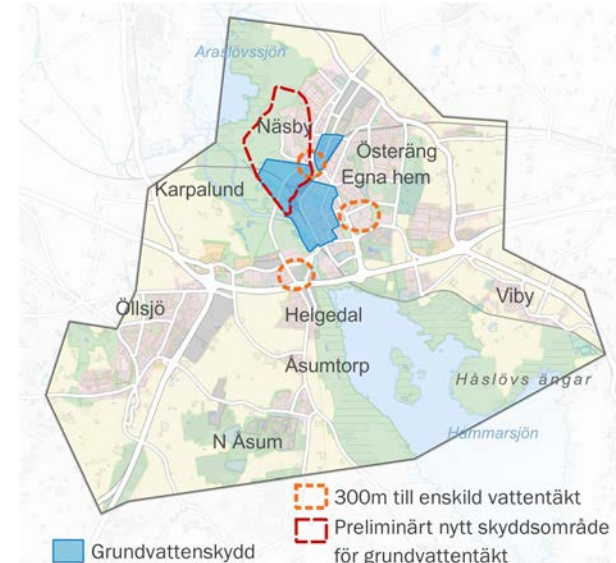 Araslövssjön
Näsby
Österäng
Egna hem
Karpalund
Öllsjö
Helgedal
Viby
Åsumtorp
Håslövs ängar
N Åsum
Hammarsjön
300m till enskild vattentäkt
Preliminärt nytt skyddsområde
för grundvattentäkt
Grundvattenskydd